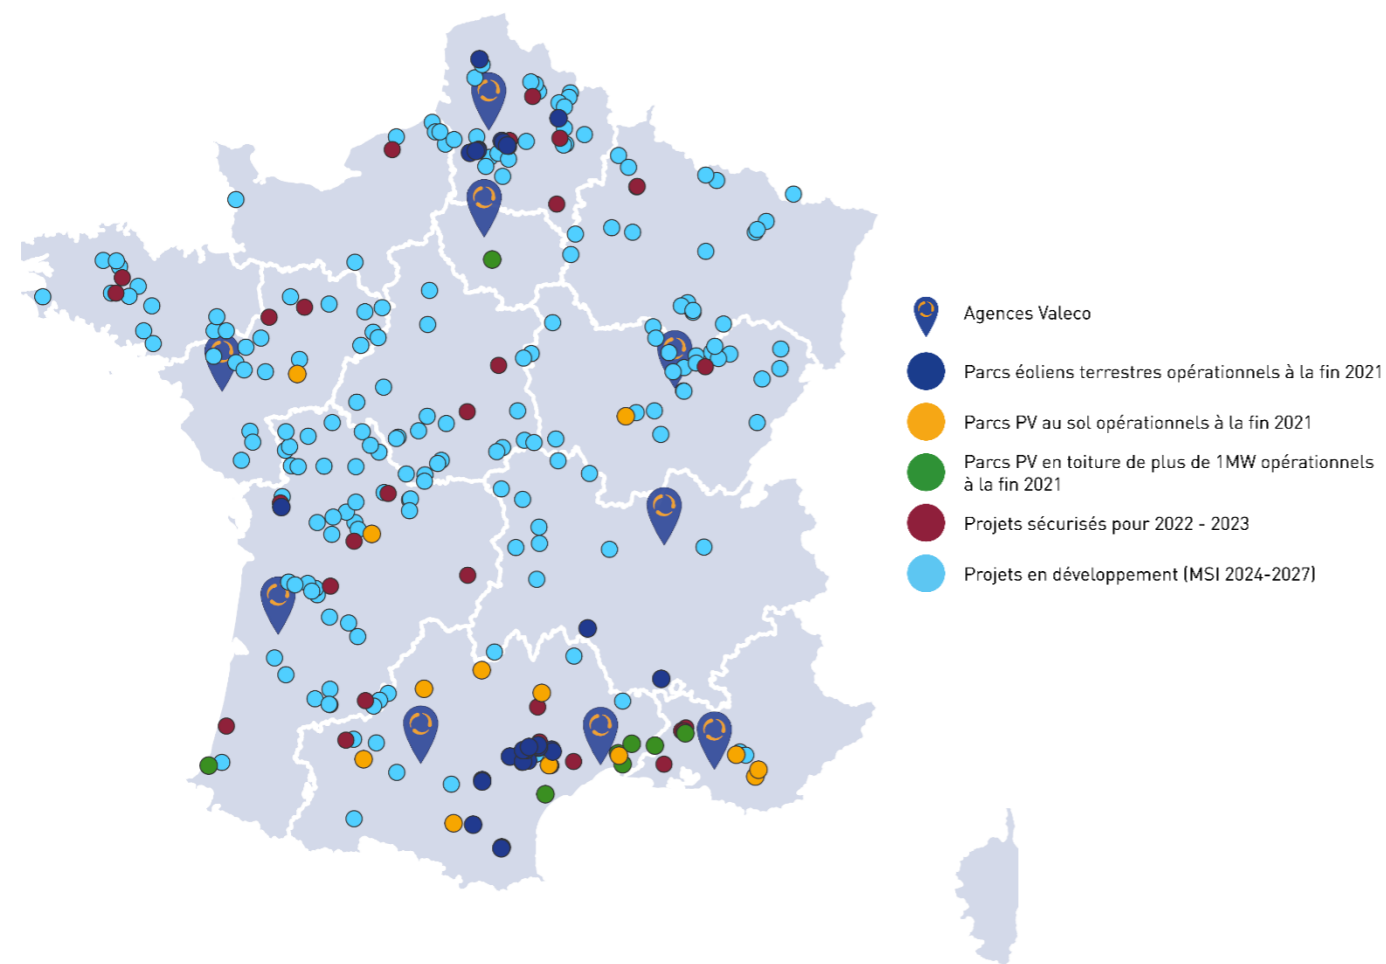 Agences Valeco
Parcs éoliens terrestres opérationnels à la fin 2021
Parcs PV au sol opérationnels à la fin 2021
Parcs PV en toiture de plus de 1MW opérationnels
à la fin 2021
Projets sécurisés pour 2022 - 2023
Projets en développement (MSI 2024-2027)